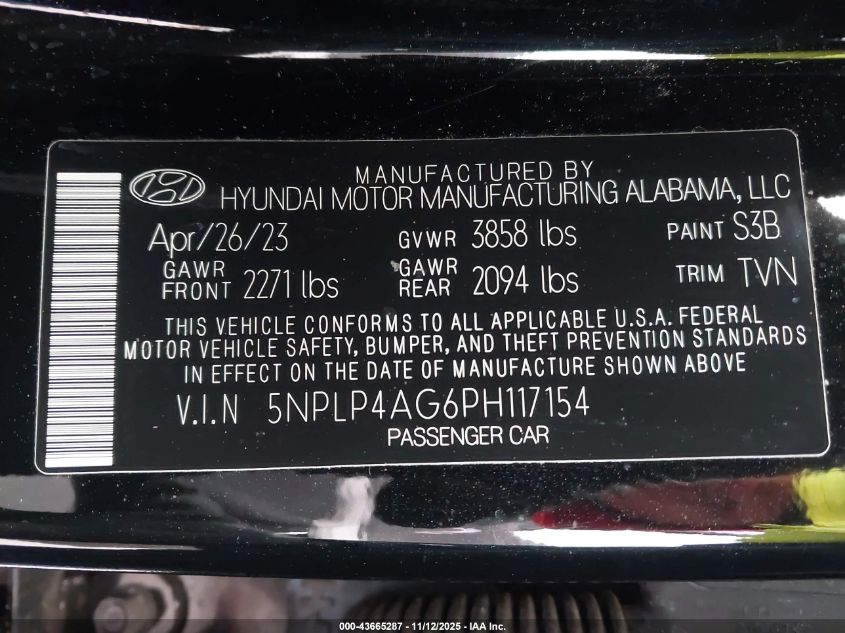 MANUFACTURED BY
HYUNDAI MOTOR MANUFACTURING ALABAMA, LLC
Apr/26/23 GVWR 3858 lbs PAINT S3B
GAWR FRONT 2271 lbs GAWR REAR 2094 lbs TRIM TVN
THIS VEHICLE CONFORMS TO ALL APPLICABLE U.S.A. FEDERAL
MOTOR VEHICLE SAFETY, BUMPER, AND THEFT PREVENTION STANDARDS
IN EFFECT ON THE DATE OF MANUFACTURE SHOWN ABOVE
V.I.N 5NPLP4AG6PH117154
PASSENGER CAR
000-43665287 - 11/12/2025 - IAA Inc.